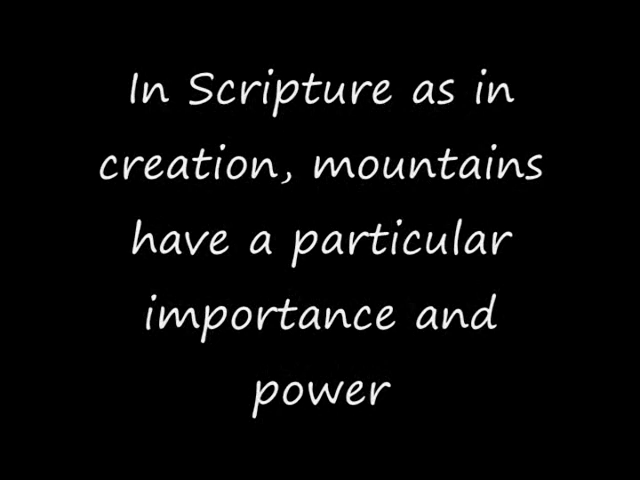 In Scripture as in
creation, mountains
have a particular
importance and
power